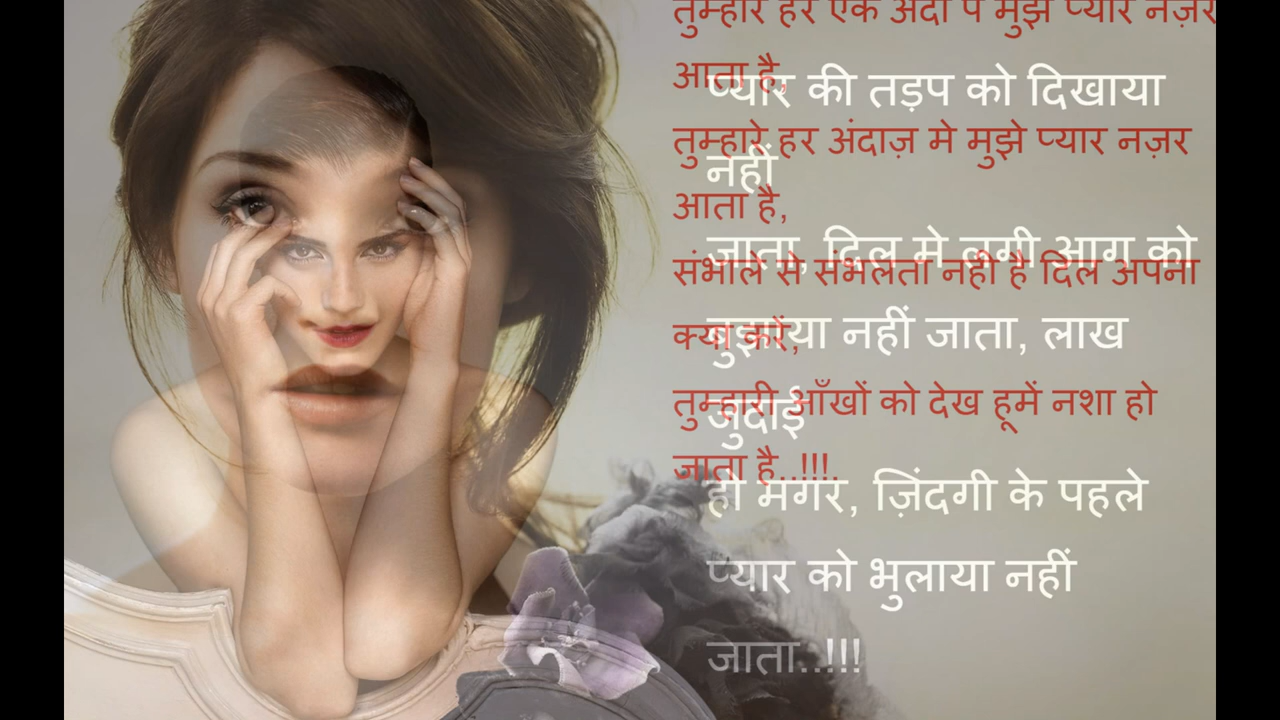 तुम्हारे हर एक अदा पे मुझे प्यार नज़र
आता है,
तुम्हारे हर अंदाज़ मे मुझे प्यार नज़र
आता है,
संभाले से संभलता नही है दिल अपना
क्या करें,
तुम्हारी आँखों को देख हूमें नशा हो
जाता है..!!!.
प्यार की तड़प को दिखाया
नहीं
जाता, दिल मे लगी आग को
बुझाया नहीं जाता, लाख
जुदाई
हो मगर, ज़िंदगी के पहले
प्यार को भुलाया नहीं
जाता..!!!